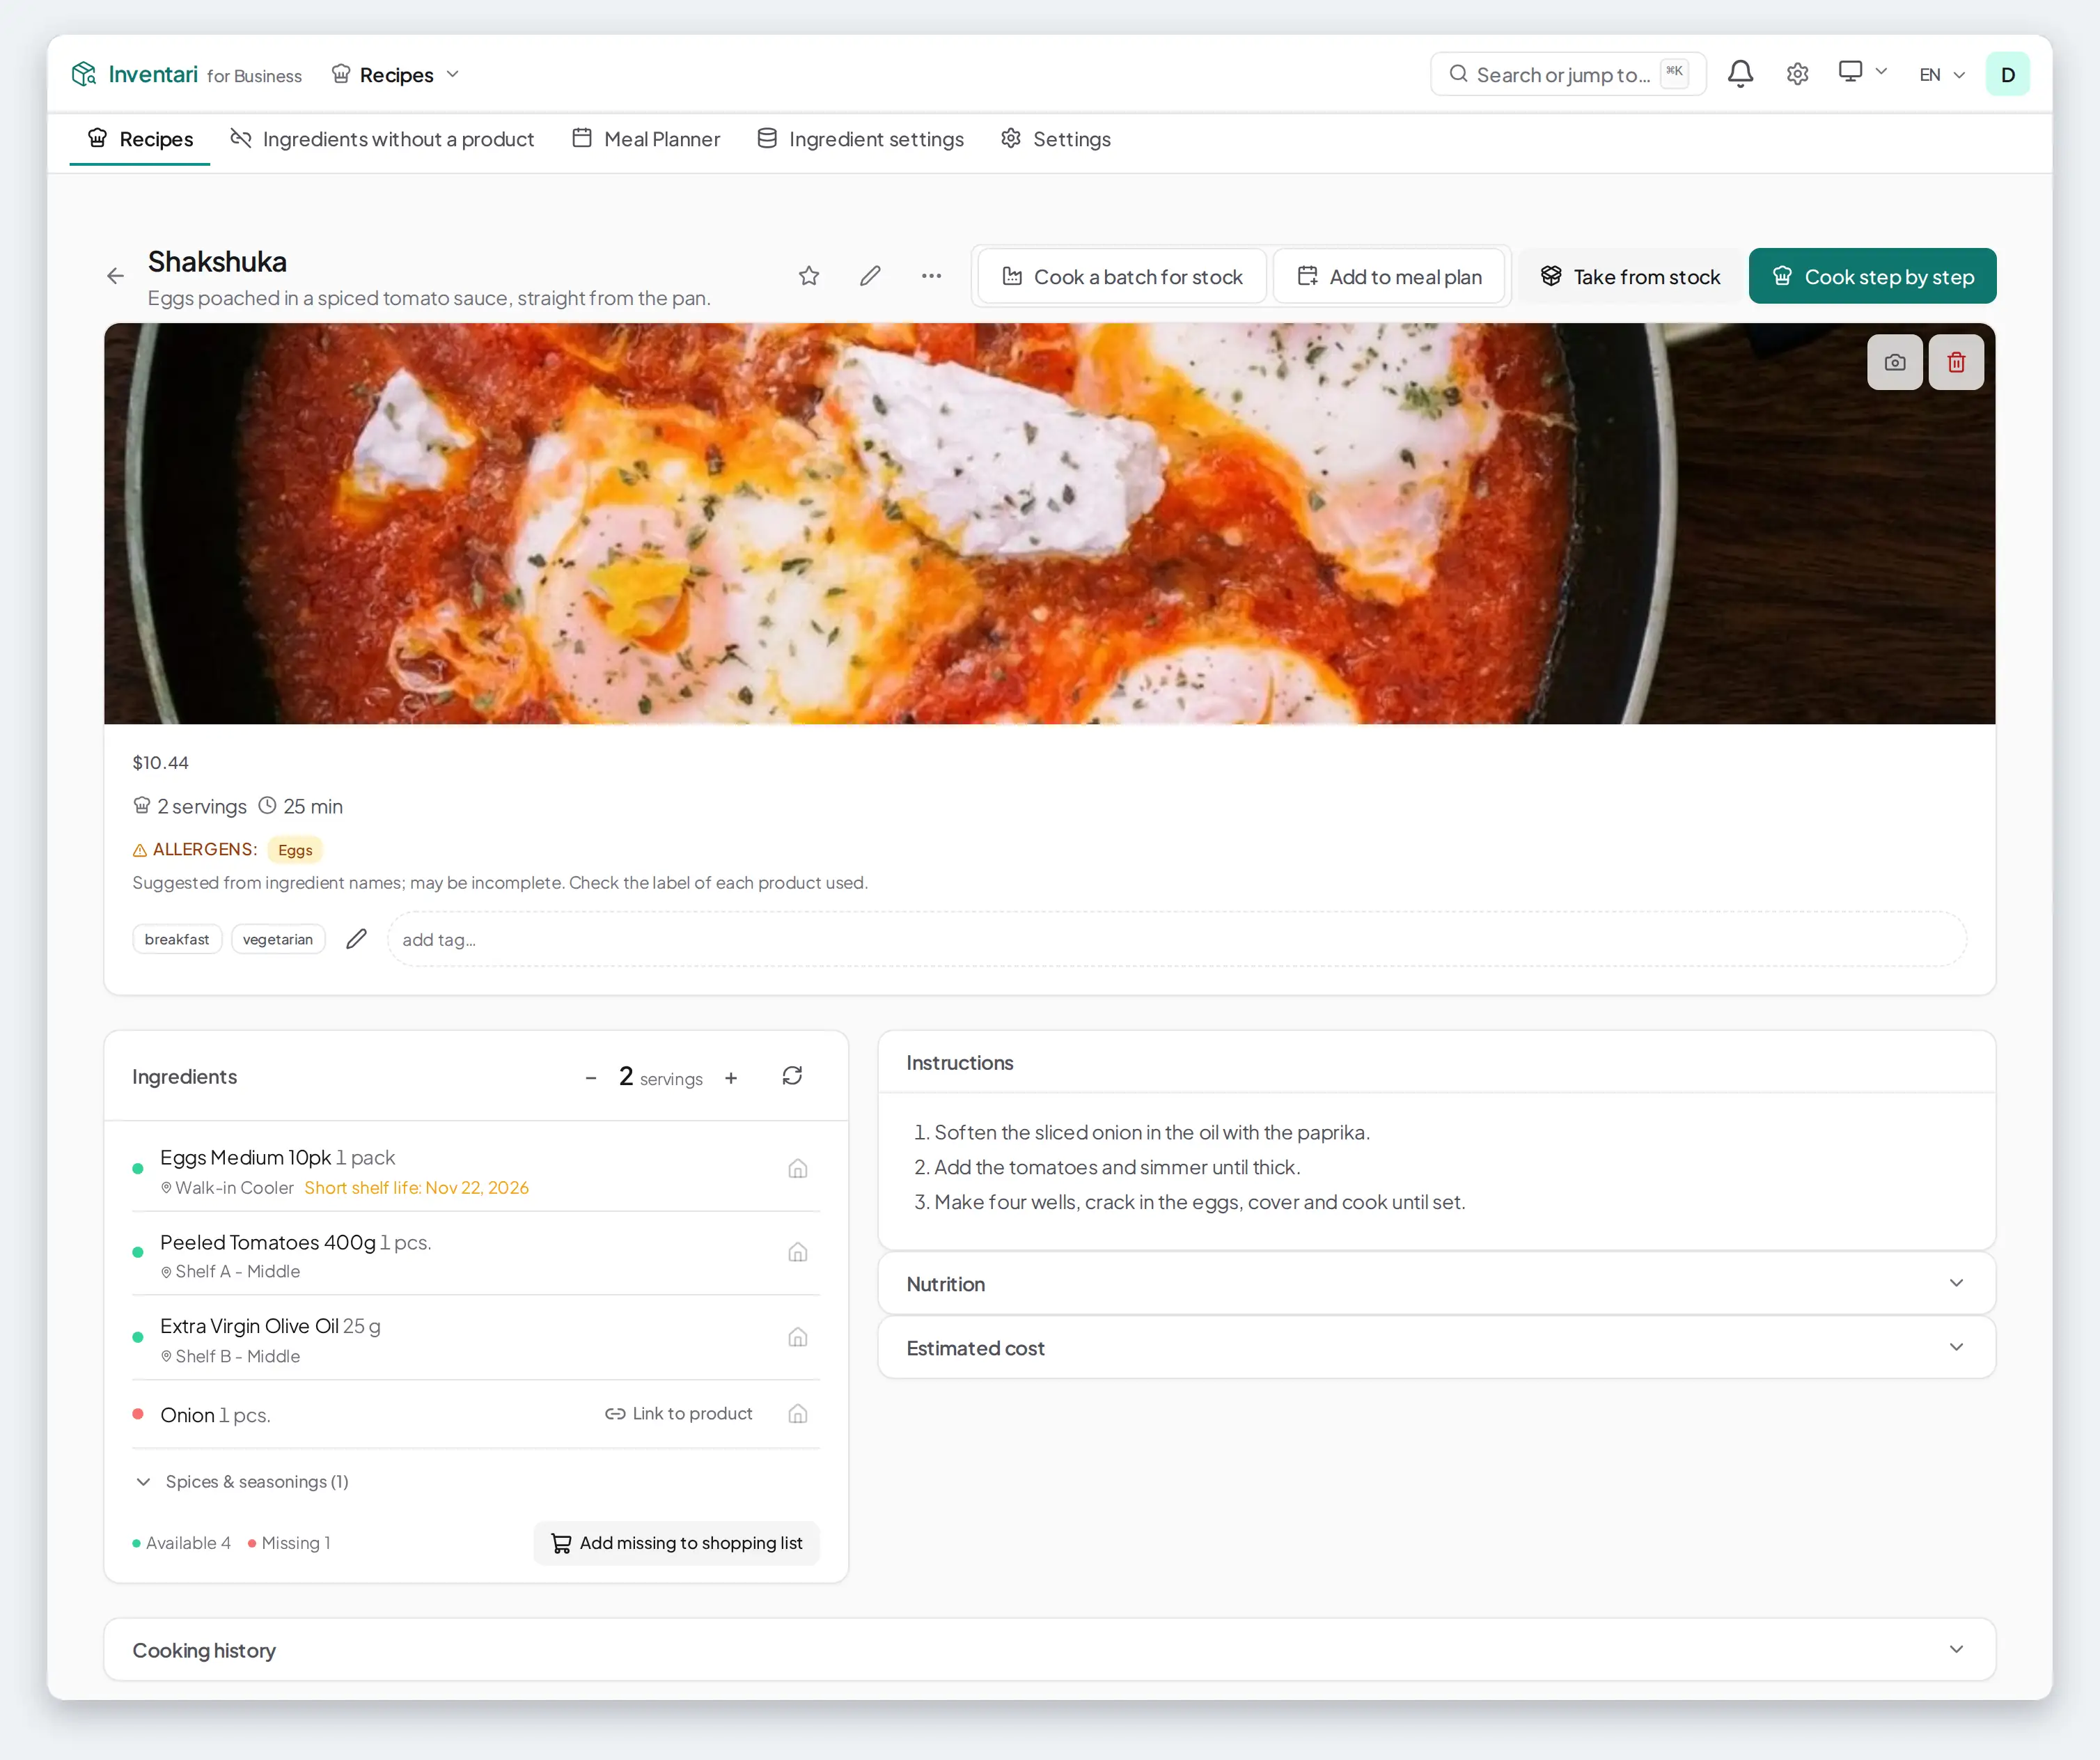 Inventari for Business Recipes Search or jump to... ⌘K EN D
Recipes Ingredients without a product Meal Planner Ingredient settings Settings
Shakshuka
Eggs poached in a spiced tomato sauce, straight from the pan.
Cook a batch for stock Add to meal plan Take from stock Cook step by step
$10.44
2 servings 25 min
ALLERGENS: Eggs
Suggested from ingredient names; may be incomplete. Check the label of each product used.
breakfast vegetarian add tag...
Ingredients − 2 servings +
Eggs Medium 10pk 1 pack
Walk-in Cooler Short shelf life: Nov 22, 2026
Peeled Tomatoes 400g 1 pcs.
Shelf A - Middle
Extra Virgin Olive Oil 25 g
Shelf B - Middle
Onion 1 pcs. Link to product
Spices & seasonings (1)
Available 4 Missing 1 Add missing to shopping list
Instructions
1. Soften the sliced onion in the oil with the paprika.
2. Add the tomatoes and simmer until thick.
3. Make four wells, crack in the eggs, cover and cook until set.
Nutrition
Estimated cost
Cooking history